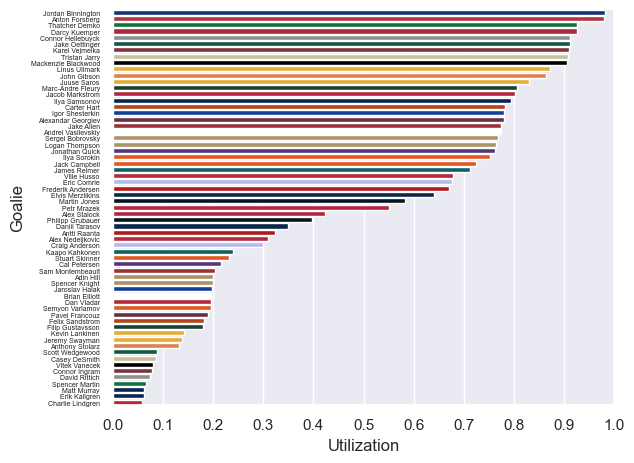 Jordan Binnington
Anton Forsberg
Thatcher Demko
Darcy Kuemper
Connor Hellebuyck
Jake Oettinger
Karel Vejmelka
Tristan Jarry
Mackenzie Blackwood
Linus Ullmark
John Gibson
Juuse Saros
Marc-Andre Fleury
Jacob Markstrom
Ilya Samsonov
Carter Hart
Igor Shesterkin
Alexandar Georgiev
Jake Allen
Andrei Vasilevskiy
Sergei Bobrovsky
Logan Thompson
Jonathan Quick
Ilya Sorokin
Jack Campbell
James Reimer
Ville Husso
Eric Comrie
Frederik Andersen
Elvis Merzlikins
Martin Jones
Petr Mrazek
Alex Stalock
Philipp Grubauer
Daniil Tarasov
Antti Raanta
Alex Nedeljkovic
Craig Anderson
Kaapo Kahkonen
Stuart Skinner
Cal Petersen
Sam Montembeault
Adin Hill
Spencer Knight
Jaroslav Halak
Brian Elliott
Dan Vladar
Semyon Varlamov
Pavel Francouz
Felix Sandstrom
Filip Gustavsson
Kevin Lankinen
Jeremy Swayman
Anthony Stolarz
Scott Wedgewood
Casey DeSmith
Vitek Vanecek
Connor Ingram
David Rittich
Spencer Martin
Matt Murray
Erik Kallgren
Charlie Lindgren
Goalie
0.0 0.1 0.2 0.3 0.4 0.5 0.6 0.7 0.8 0.9 1.0
Utilization